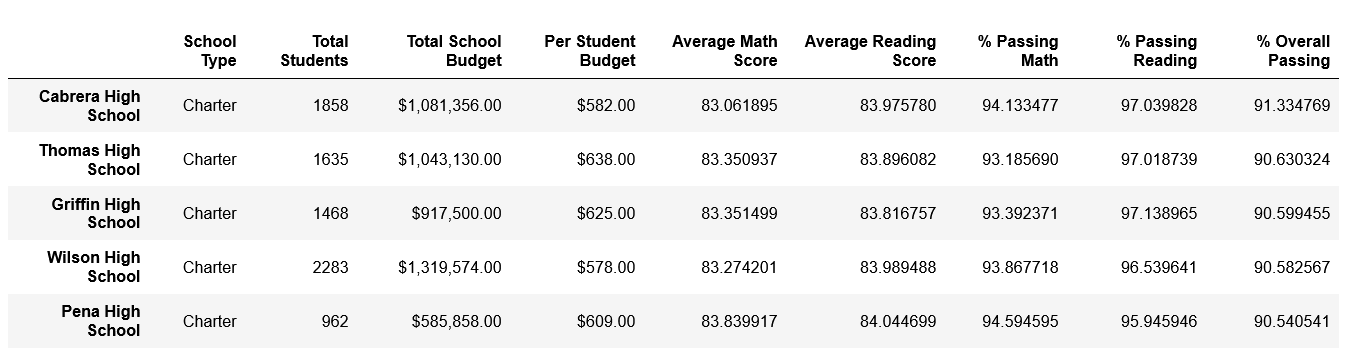 School Type Total Students Total School Budget Per Student Budget Average Math Score Average Reading Score % Passing Math % Passing Reading % Overall Passing
Cabrera High School Charter 1858 $1,081,356.00 $582.00 83.061895 83.975780 94.133477 97.039828 91.334769
Thomas High School Charter 1635 $1,043,130.00 $638.00 83.350937 83.896082 93.185690 97.018739 90.630324
Griffin High School Charter 1468 $917,500.00 $625.00 83.351499 83.816757 93.392371 97.138965 90.599455
Wilson High School Charter 2283 $1,319,574.00 $578.00 83.274201 83.989488 93.867718 96.539641 90.582567
Pena High School Charter 962 $585,858.00 $609.00 83.839917 84.044699 94.594595 95.945946 90.540541